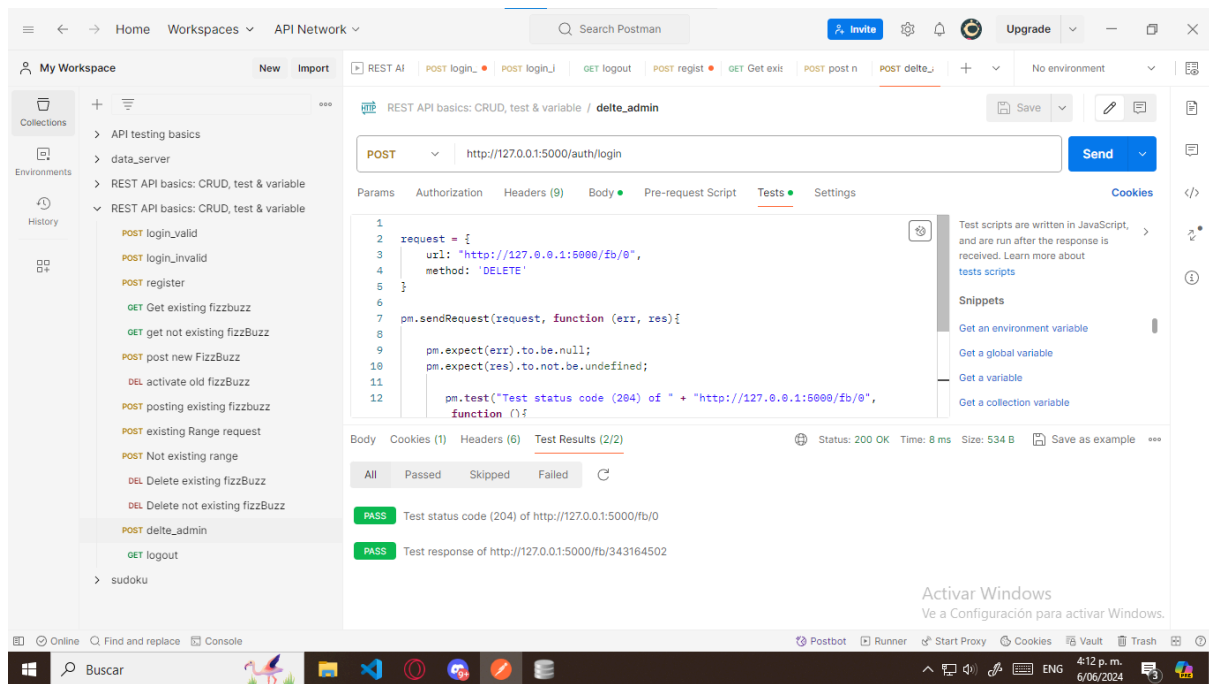 Home Workspaces API Network Search Postman Invite Upgrade
My Workspace New Import REST AF POST login_ POST login_i GET logout POST regist GET Get exis POST post n POST delte_ No environment
Collections
Environments
History
API testing basics
data_server
REST API basics: CRUD, test & variable
REST API basics: CRUD, test & variable
POST login_valid
POST login_invalid
POST register
GET Get existing fizzbuzz
GET get not existing fizzBuzz
POST post new FizzBuzz
DEL activate old fizzBuzz
POST posting existing fizzbuzz
POST existing Range request
POST Not existing range
DEL Delete existing fizzBuzz
DEL Delete not existing fizzBuzz
POST delte_admin
GET logout
sudoku
HTTP REST API basics: CRUD, test & variable / delte_admin Save
POST http://127.0.0.1:5000/auth/login Send
Params Authorization Headers (9) Body Pre-request Script Tests Settings Cookies
1
2 request = {
3 url: "http://127.0.0.1:5000/fb/0",
4 method: 'DELETE'
5 }
6
7 pm.sendRequest(request, function (err, res){
8
9 pm.expect(err).to.be.null;
10 pm.expect(res).to.not.be.undefined;
11
12 pm.test("Test status code (204) of " + "http://127.0.0.1:5000/fb/0",
function (){
Test scripts are written in JavaScript,
and are run after the response is
received. Learn more about
tests scripts
Snippets
Get an environment variable
Get a global variable
Get a variable
Get a collection variable
Body Cookies (1) Headers (6) Test Results (2/2) Status: 200 OK Time: 8 ms Size: 534 B Save as example
All Passed Skipped Failed
PASS Test status code (204) of http://127.0.0.1:5000/fb/0
PASS Test response of http://127.0.0.1:5000/fb/343164502
Activar Windows
Ve a Configuración para activar Windows.
Online Find and replace Console Postbot Runner Start Proxy Cookies Vault Trash
Buscar 9+ ENG 4:12 p. m.
6/06/2024 3